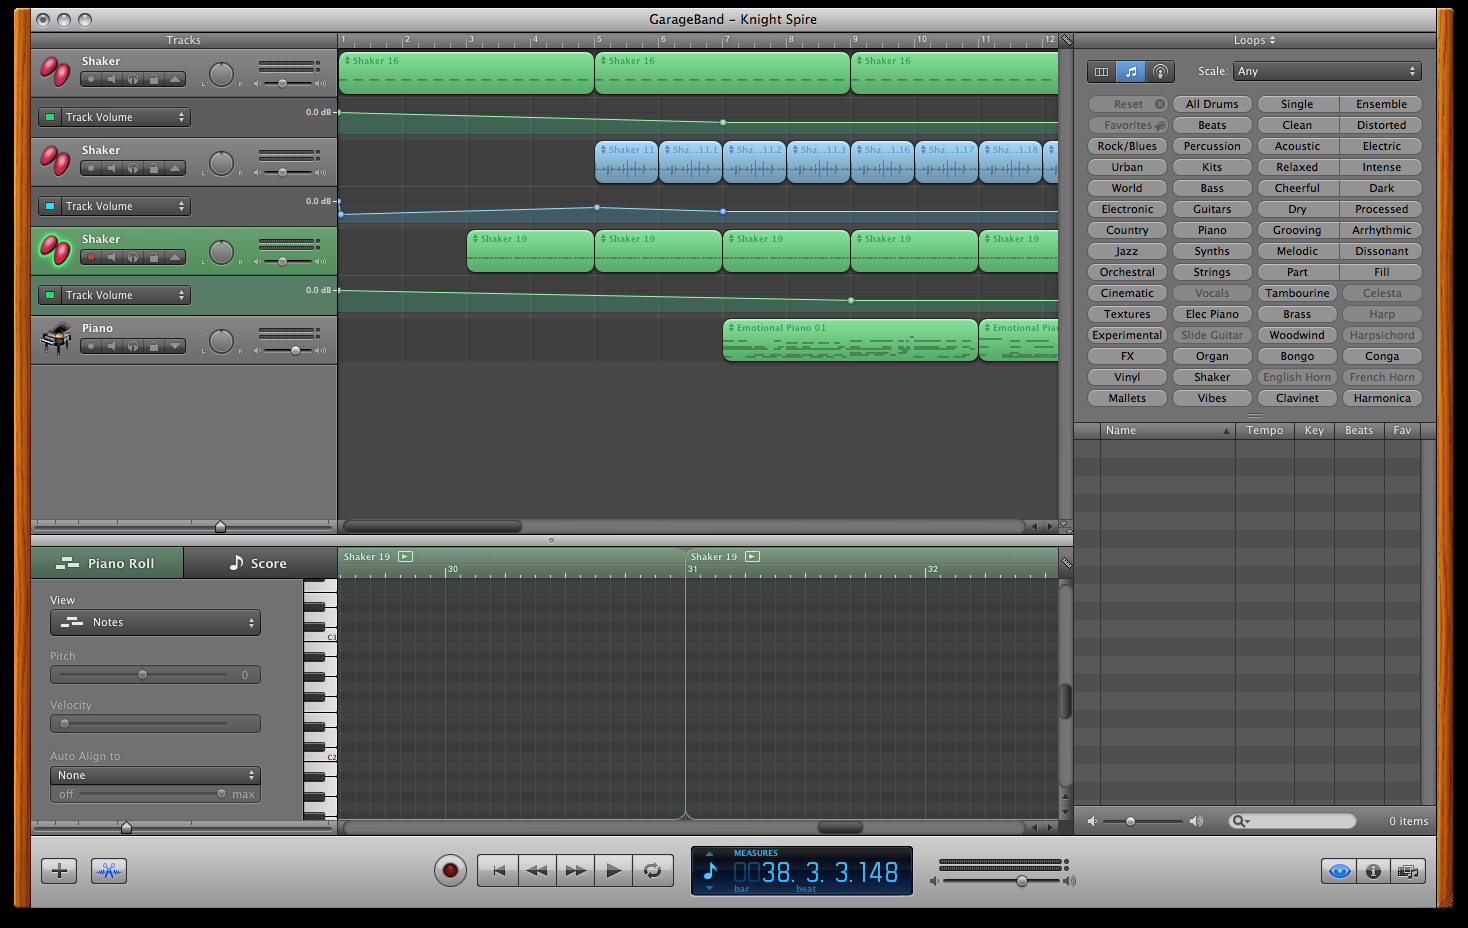 GarageBand – Knight Spire
Tracks
1 2 3 4 5 6 7 8 9 10 11 12
Loops
Shaker
L R
Shaker 16 Shaker 16 Shaker 16
Scale: Any
Track Volume
0.0 dB
Shaker
L R
Shaker 11 Sha...11.1 Sha...11.2 Sha...11.3 Sha...1.16 Sha...1.17 Sha...1.18
Track Volume
0.0 dB
Shaker
L R
Shaker 19 Shaker 19 Shaker 19 Shaker 19 Shaker 19
Track Volume
0.0 dB
Piano
L R
Emotional Piano 01 Emotional Pia
Reset All Drums Single Ensemble
Favorites Beats Clean Distorted
Rock/Blues Percussion Acoustic Electric
Urban Kits Relaxed Intense
World Bass Cheerful Dark
Electronic Guitars Dry Processed
Country Piano Grooving Arrhythmic
Jazz Synths Melodic Dissonant
Orchestral Strings Part Fill
Cinematic Vocals Tambourine Celesta
Textures Elec Piano Brass Harp
Experimental Slide Guitar Woodwind Harpsichord
FX Organ Bongo Conga
Vinyl Shaker English Horn French Horn
Mallets Vibes Clavinet Harmonica
Name Tempo Key Beats Fav
Piano Roll Score
Shaker 19 Shaker 19
30 31 32
View
Notes
C3
Pitch
0
Velocity
C2
Auto Align to
None
off max
0 items
MEASURES
38. 3. 3.148
bar beat